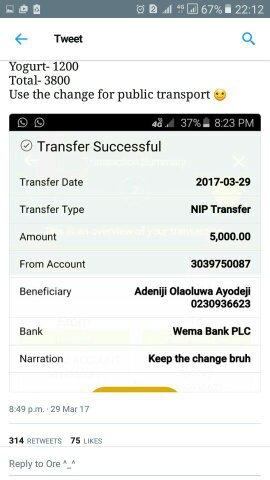 67% 22:12
Tweet
Yogurt- 1200
Total- 3800
Use the change for public transport
4G 37% 8:23 PM
Transfer Successful
Transfer Date 2017-03-29
Transfer Type NIP Transfer
Amount 5,000.00
From Account 3039750087
Beneficiary Adeniji Olaoluwa Ayodeji
0230936623
Bank Wema Bank PLC
Narration Keep the change bruh
8:49 p.m. · 29 Mar 17
314 RETWEETS 75 LIKES
Reply to Ore ^_^